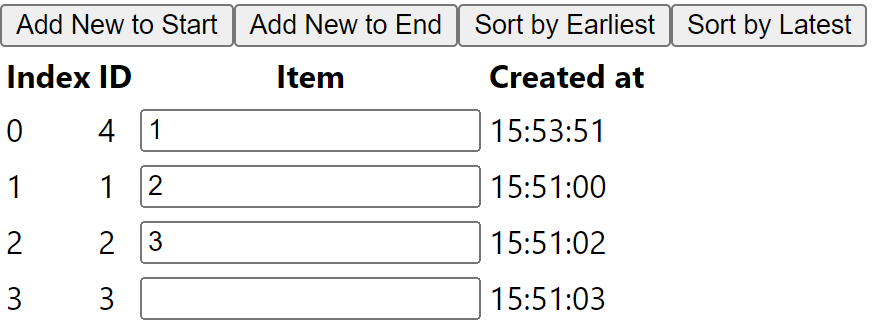 Add New to Start Add New to End Sort by Earliest Sort by Latest
Index ID Item Created at
0 4 1 15:53:51
1 1 2 15:51:00
2 2 3 15:51:02
3 3 15:51:03